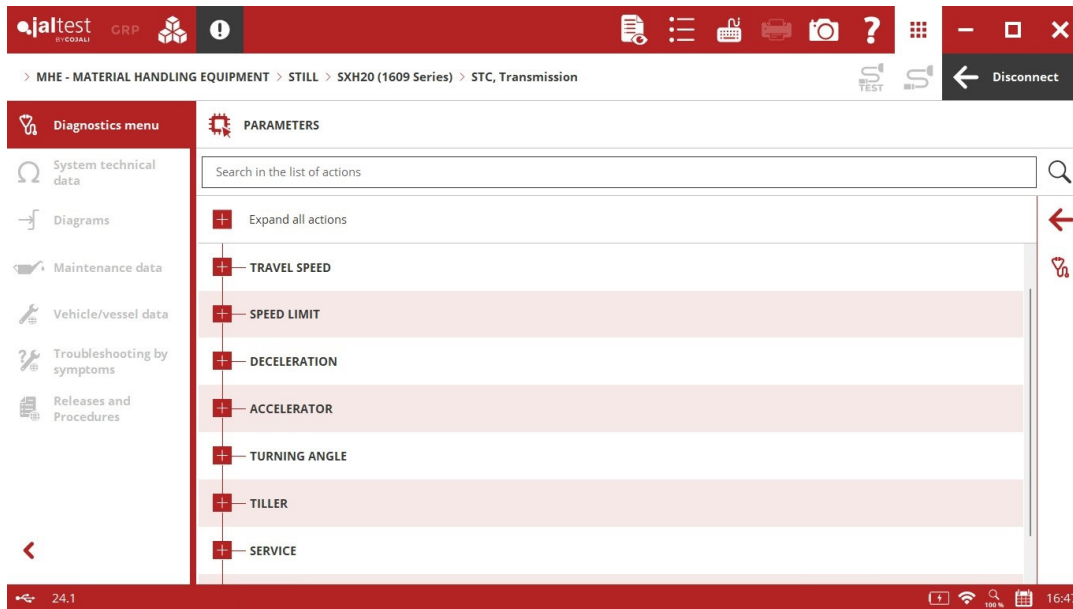 jaltest GRP
BY COJALI
> MHE - MATERIAL HANDLING EQUIPMENT > STILL > SXH20 (1609 Series) > STC, Transmission
TEST
Disconnect
Diagnostics menu
System technical
data
Diagrams
Maintenance data
Vehicle/vessel data
Troubleshooting by
symptoms
Releases and
Procedures
PARAMETERS
Search in the list of actions
Expand all actions
TRAVEL SPEED
SPEED LIMIT
DECELERATION
ACCELERATOR
TURNING ANGLE
TILLER
SERVICE
24.1
100 %
16:47